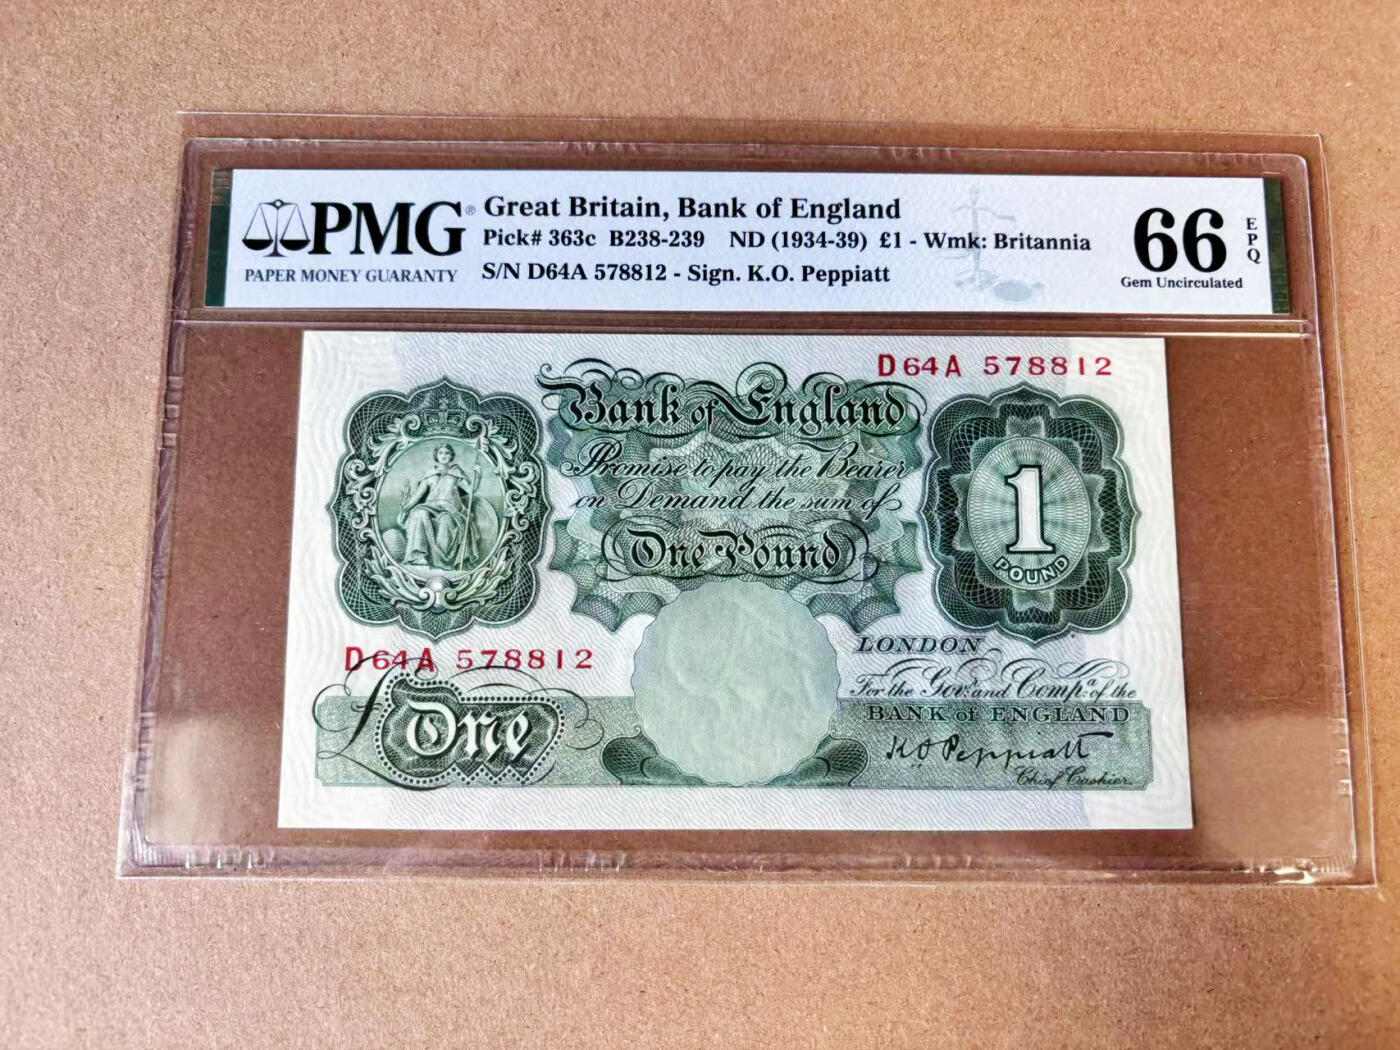 PMG®
PAPER MONEY GUARANTY
Great Britain, Bank of England
Pick# 363c B238-239 ND (1934-39) £1 - Wmk: Britannia
S/N D64A 578812 - Sign. K.O. Peppiatt
66
EPQ
Gem Uncirculated
D64A 578812
Bank of England
Promise to pay the Bearer
on Demand the sum of
One Pound
1
POUND
D64A 578812
£One
LONDON
For the Govr. and Compa. of the
BANK of ENGLAND
K O Peppiatt
Chief Cashier.